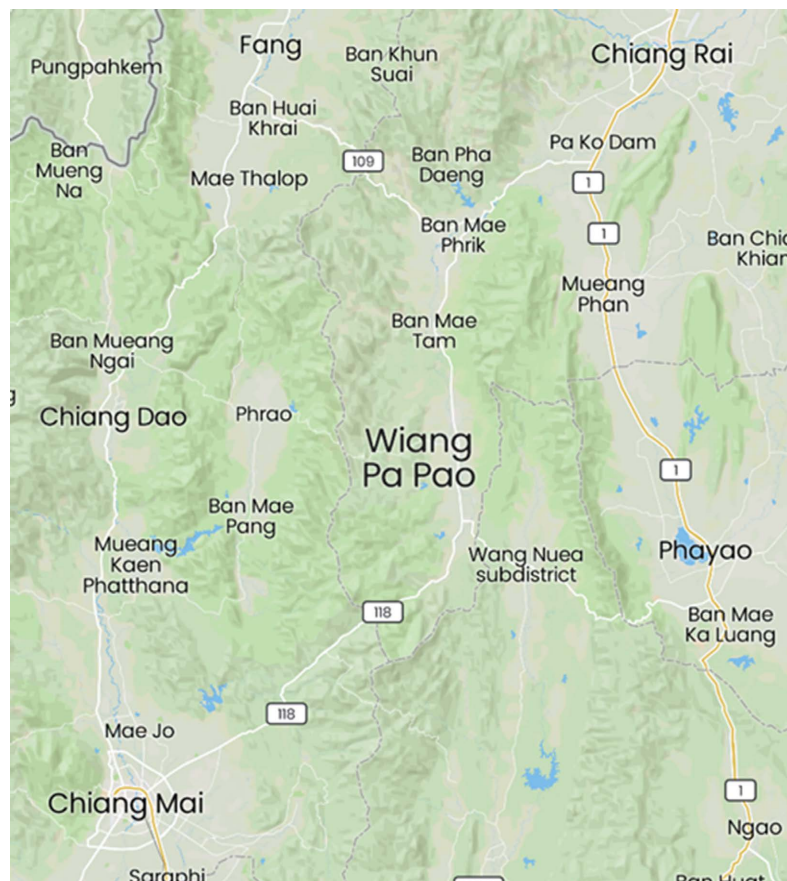 Fang
Ban Khun
Suai
Chiang Rai
Pungpahkem
Ban Huai
Khrai
Pa Ko Dam
Ban
Mueng
Na
109
Ban Pha
Daeng
Mae Thalop
1
Ban Mae
Phrik
1
Ban Chia
Khian
Mueang
Phan
Ban Mae
Tam
Ban Mueang
Ngai
g
Chiang Dao
Phrao
Wiang
Pa Pao
1
Ban Mae
Pang
Mueang
Kaen
Phatthana
Wang Nuea
subdistrict
Phayao
118
Ban Mae
Ka Luang
118
Mae Jo
1
Chiang Mai
Ngao
Saraphi
Ban Huat